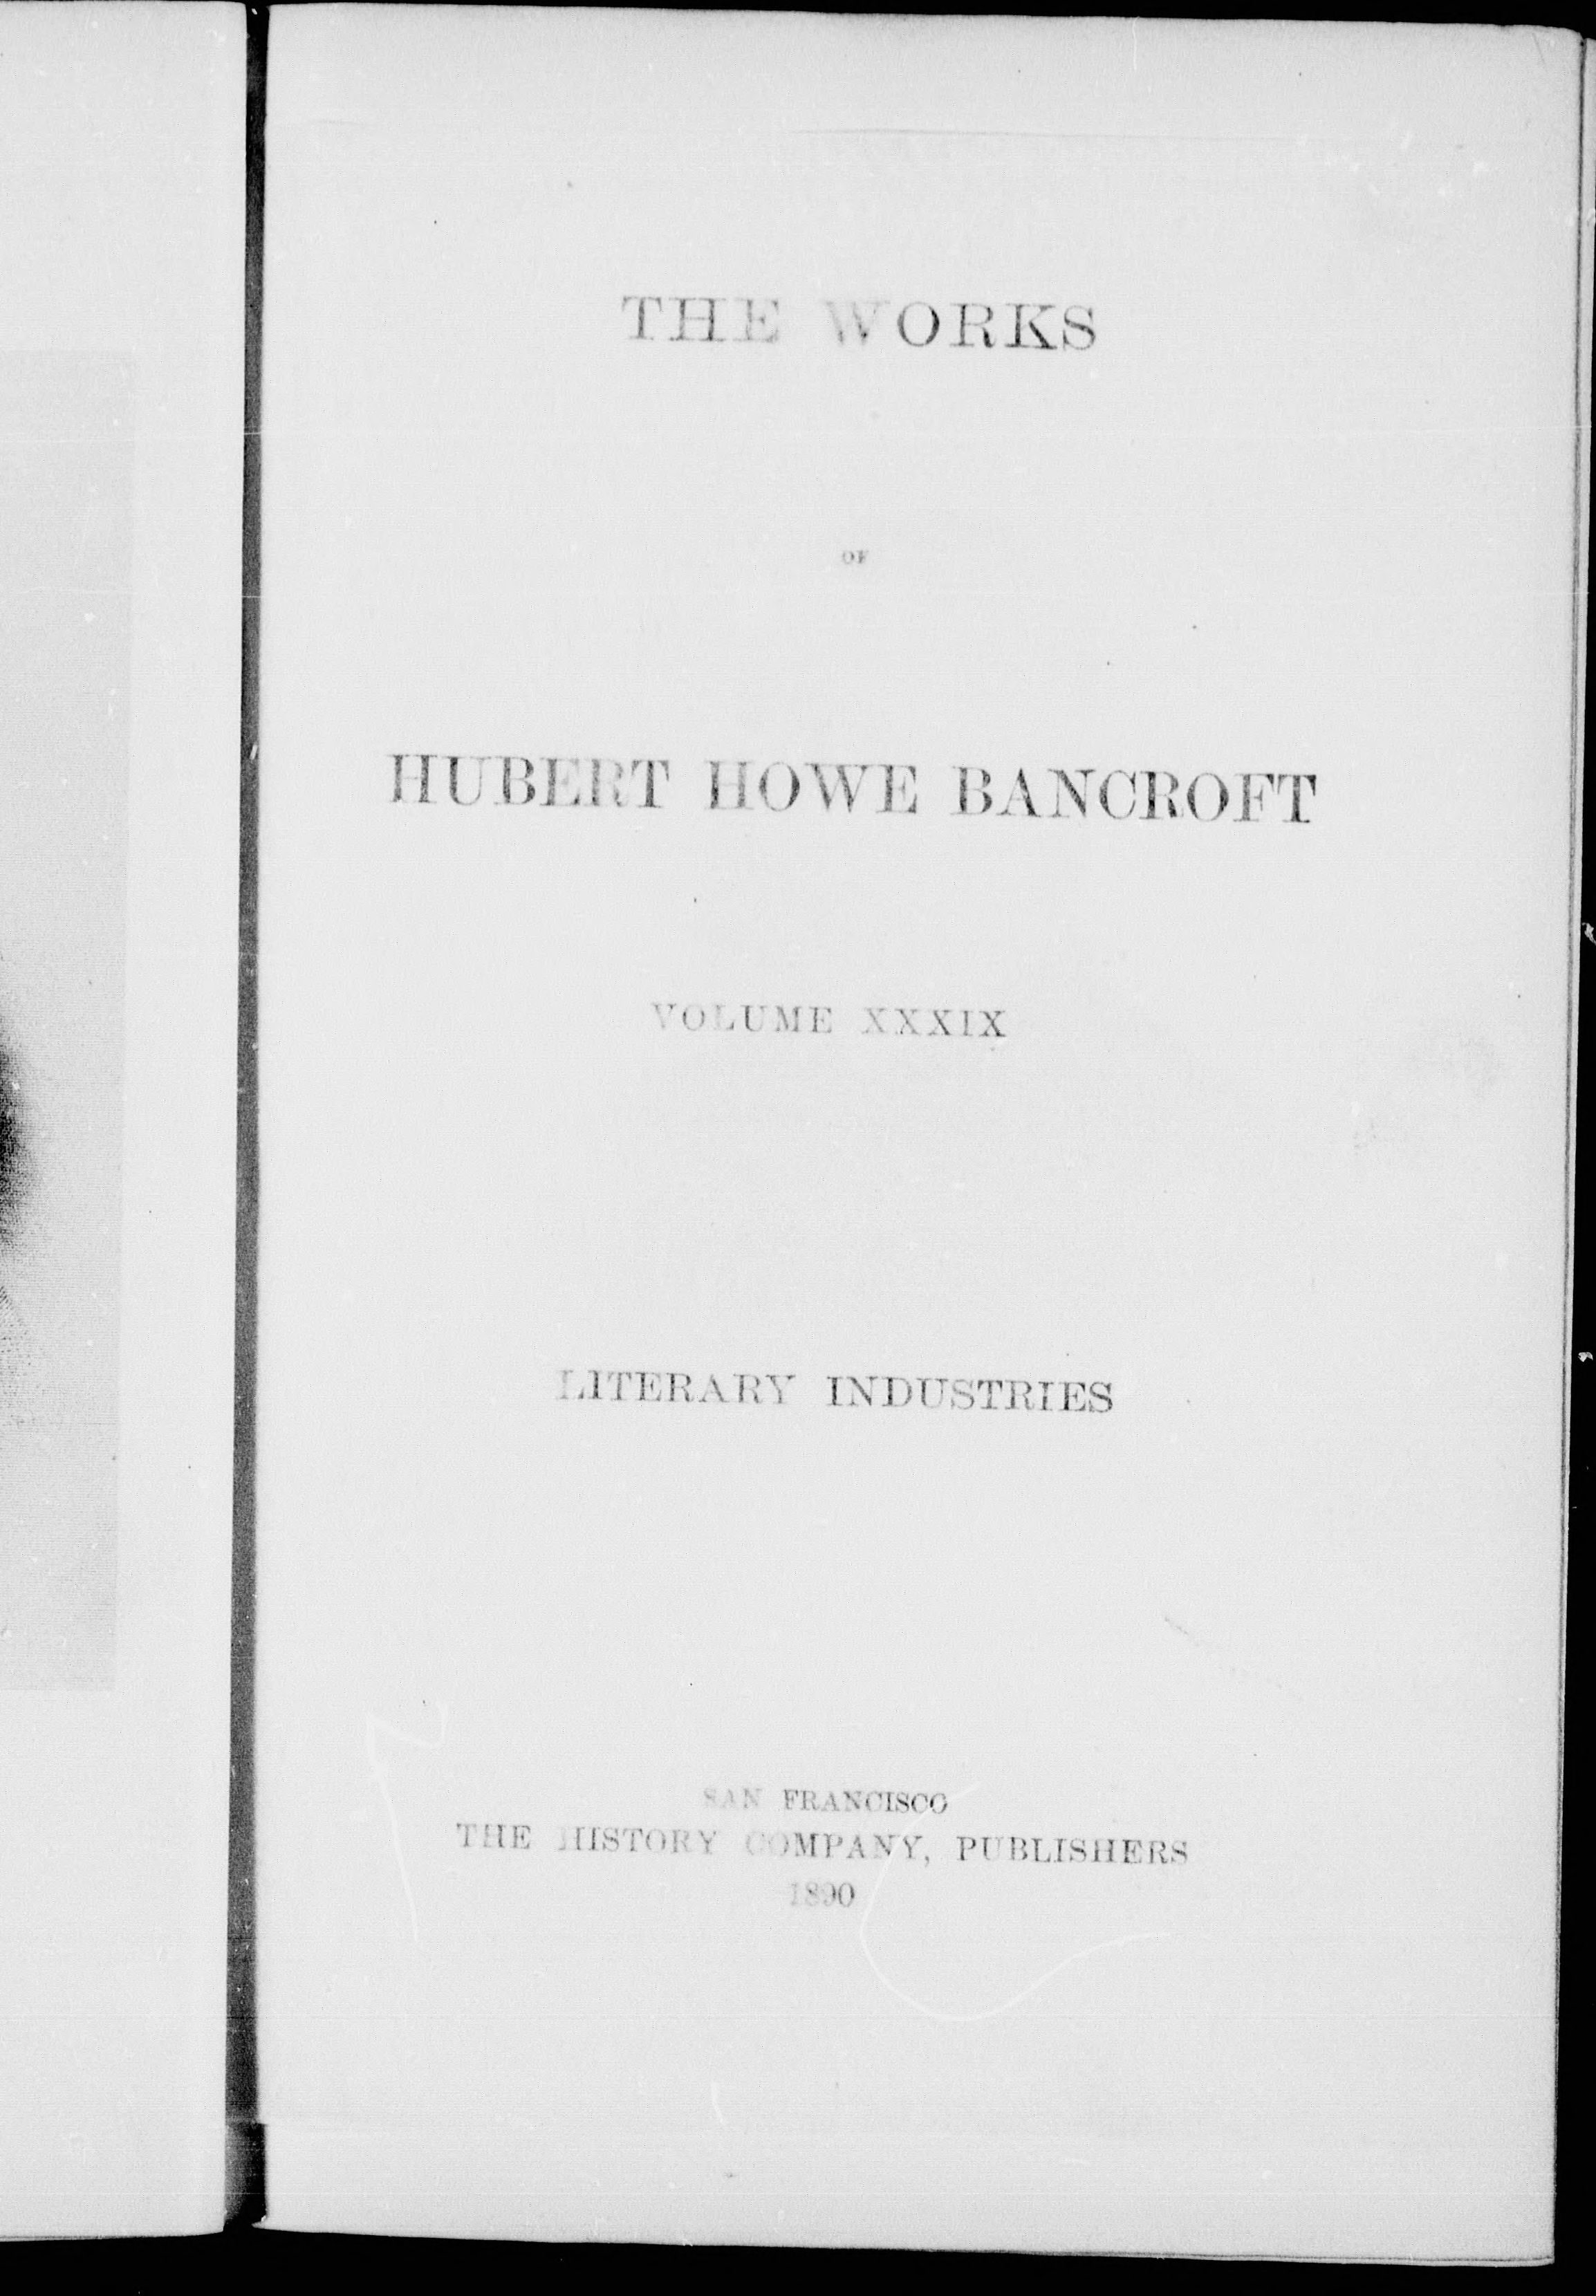 THE WORKS
OF
HUBERT HOWE BANCROFT
VOLUME XXXIX
LITERARY INDUSTRIES
SAN FRANCISCO
THE HISTORY COMPANY, PUBLISHERS
1890